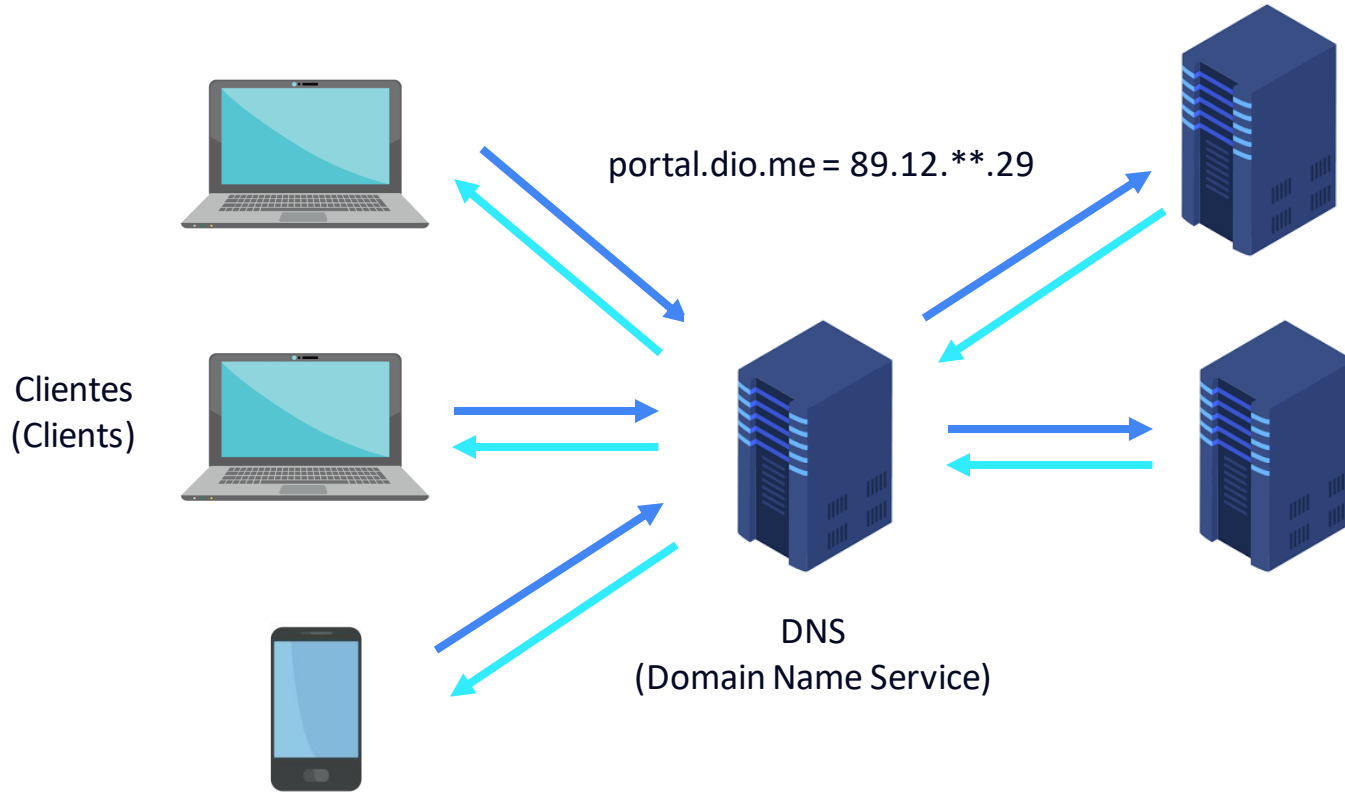 portal.dio.me = 89.12.**.29
Clientes
(Clients)
DNS
(Domain Name Service)